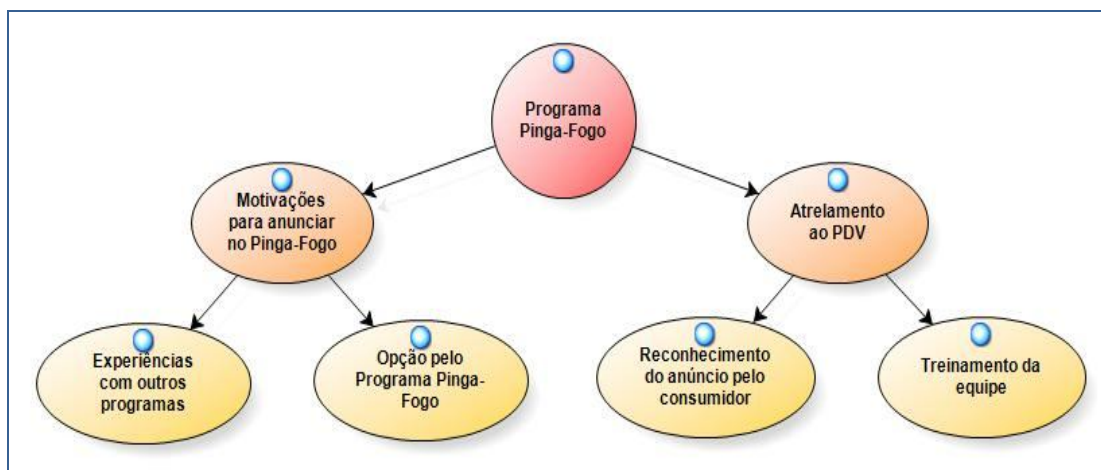 Programa
Pinga-Fogo
Motivações
para anunciar
no Pinga-Fogo
Atrelamento
ao PDV
Experiências
com outros
programas
Opção pelo
Programa Pinga-
Fogo
Reconhecimento
do anúncio pelo
consumidor
Treinamento da
equipe